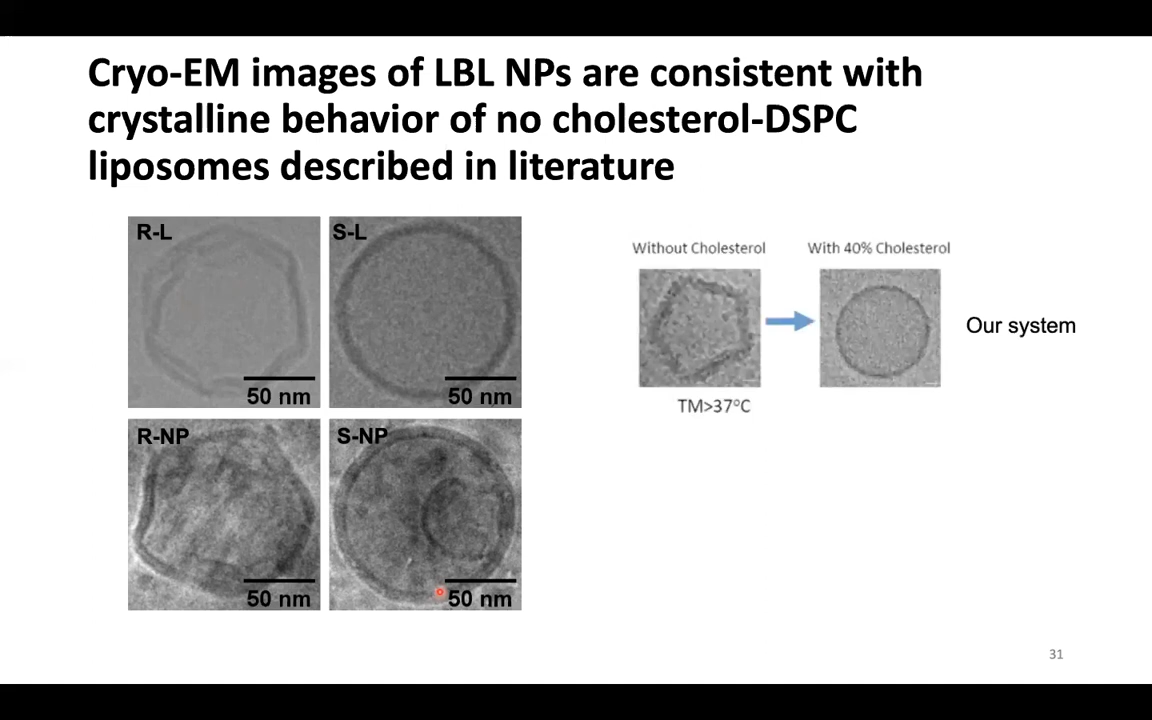 Cryo-EM images of LBL NPs are consistent with
crystalline behavior of no cholesterol-DSPC
liposomes described in literature
R-L
50 nm
S-L
50 nm
R-NP
50 nm
S-NP
50 nm
Without Cholesterol
With 40% Cholesterol
TM>37°C
Our system
31